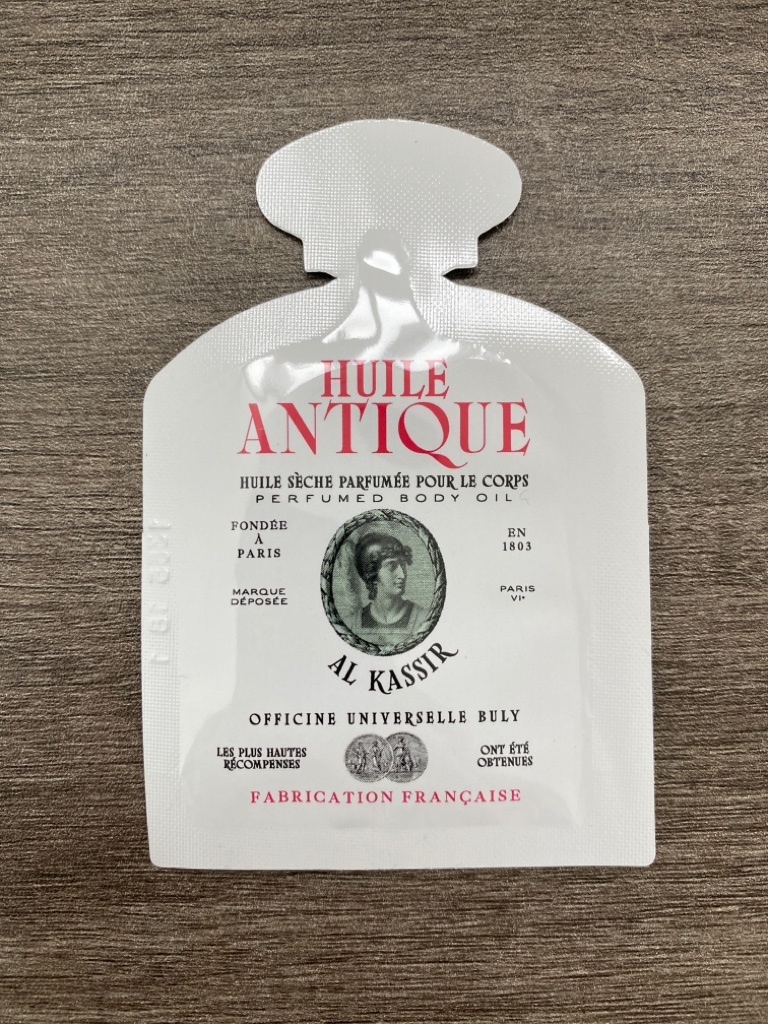 HUILE
ANTIQUE
HUILE SÈCHE PARFUMÉE POUR LE CORPS
PERFUMED BODY OIL
FONDÉE
À
PARIS
EN
1803
MARQUE
DÉPOSÉE
PARIS
VIᵉ
AL KASSIR
OFFICINE UNIVERSELLE BULY
LES PLUS HAUTES
RÉCOMPENSES
ONT ÉTÉ
OBTENUES
FABRICATION FRANÇAISE